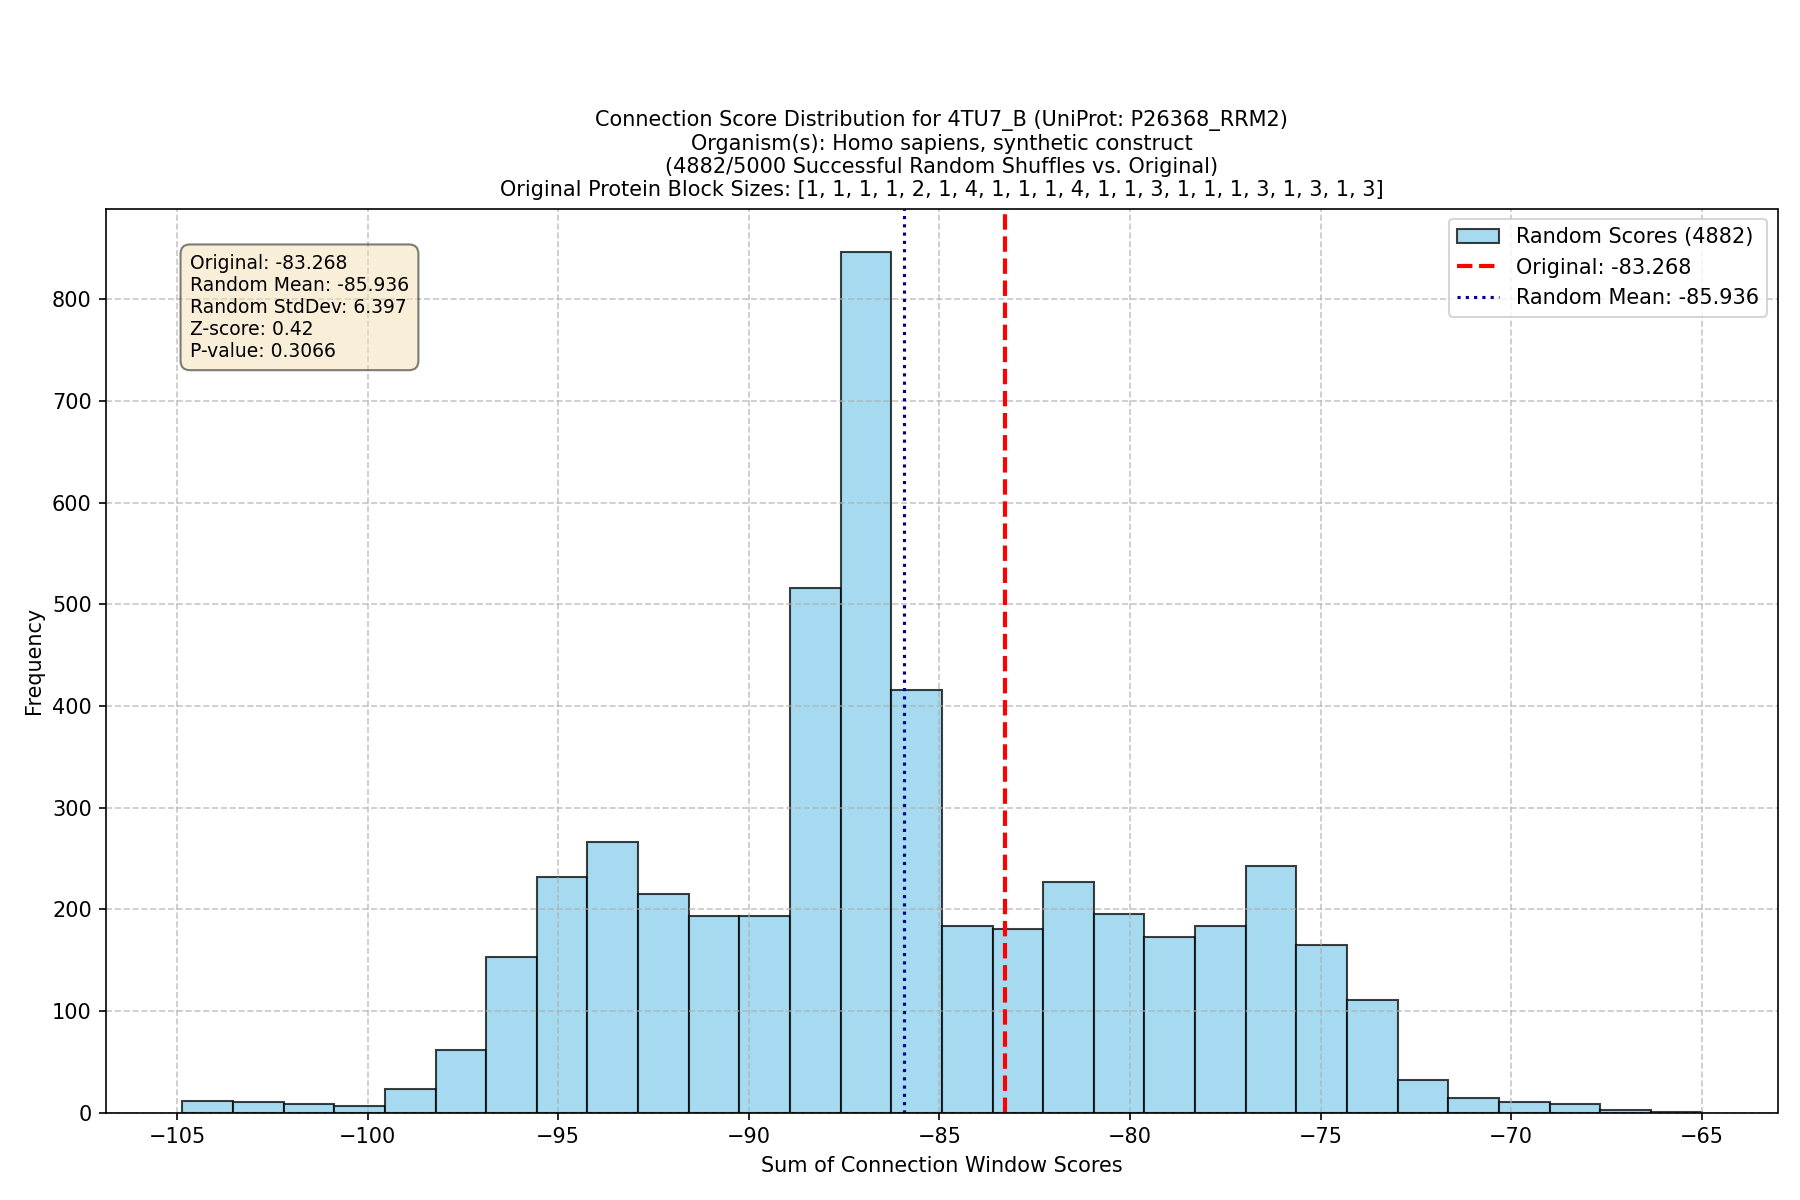 Connection Score Distribution for 4TU7_B (UniProt: P26368_RRM2)
Organism(s): Homo sapiens, synthetic construct
(4882/5000 Successful Random Shuffles vs. Original)
Original Protein Block Sizes: [1, 1, 1, 1, 2, 1, 4, 1, 1, 1, 4, 1, 1, 3, 1, 1, 1, 3, 1, 3, 1, 3]
Original: -83.268
Random Mean: -85.936
Random StdDev: 6.397
Z-score: 0.42
P-value: 0.3066
Random Scores (4882)
Original: -83.268
Random Mean: -85.936
Frequency
800
700
600
500
400
300
200
100
0
−105 −100 −95 −90 −85 −80 −75 −70 −65
Sum of Connection Window Scores